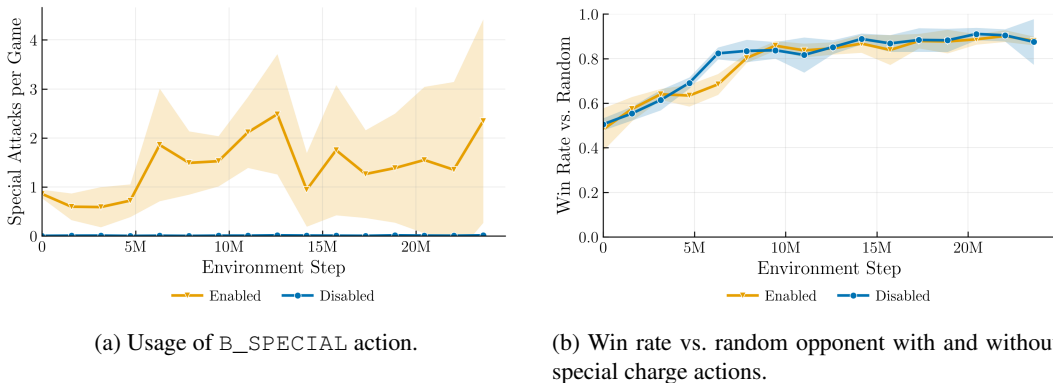 4
3
2
1
0
Special Attacks per Game
0 5M 10M 15M 20M
Environment Step
Enabled Disabled
(a) Usage of B_SPECIAL action.
1.0
0.8
0.6
0.4
0.2
0.0
Win Rate vs. Random
0 5M 10M 15M 20M
Environment Step
Enabled Disabled
(b) Win rate vs. random opponent with and without
special charge actions.